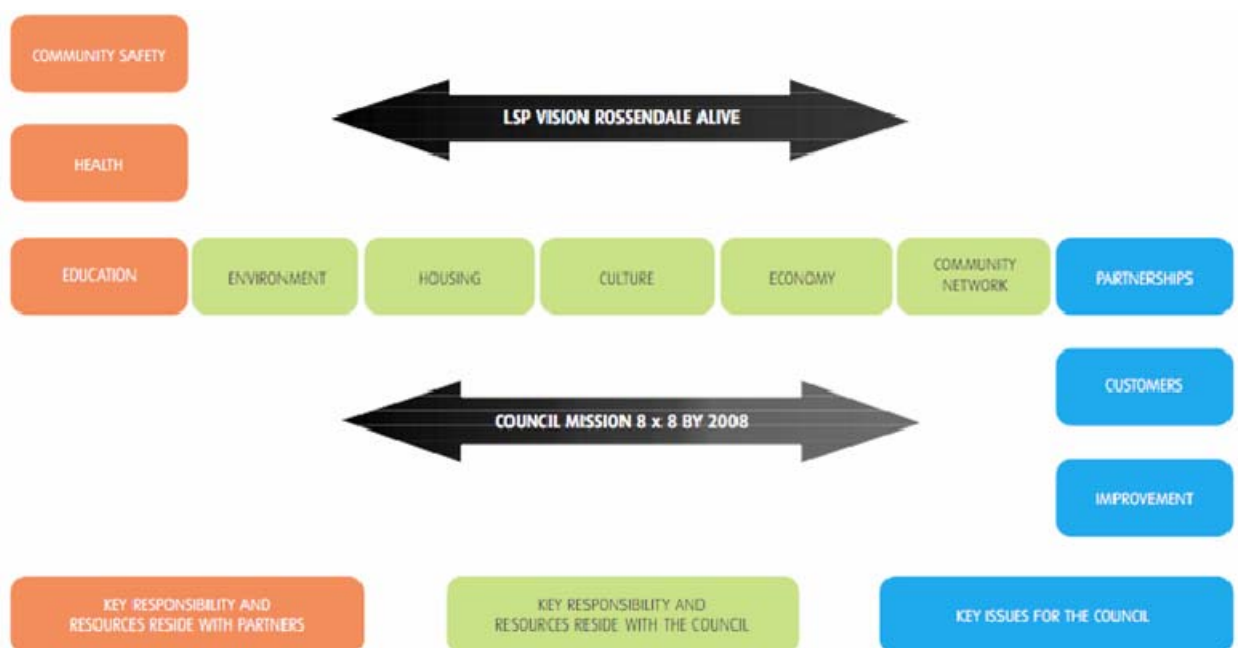 COMMUNITY SAFETY
LSP VISION ROSSENDALE ALIVE
HEALTH
EDUCATION
ENVIRONMENT
HOUSING
CULTURE
ECONOMY
COMMUNITY
NETWORK
PARTNERSHIPS
CUSTOMERS
COUNCIL MISSION 8 x 8 BY 2008
IMPROVEMENT
KEY RESPONSIBILITY AND
RESOURCES RESIDE WITH PARTNERS
KEY RESPONSIBILITY AND
RESOURCES RESIDE WITH THE COUNCIL
KEY ISSUES FOR THE COUNCIL